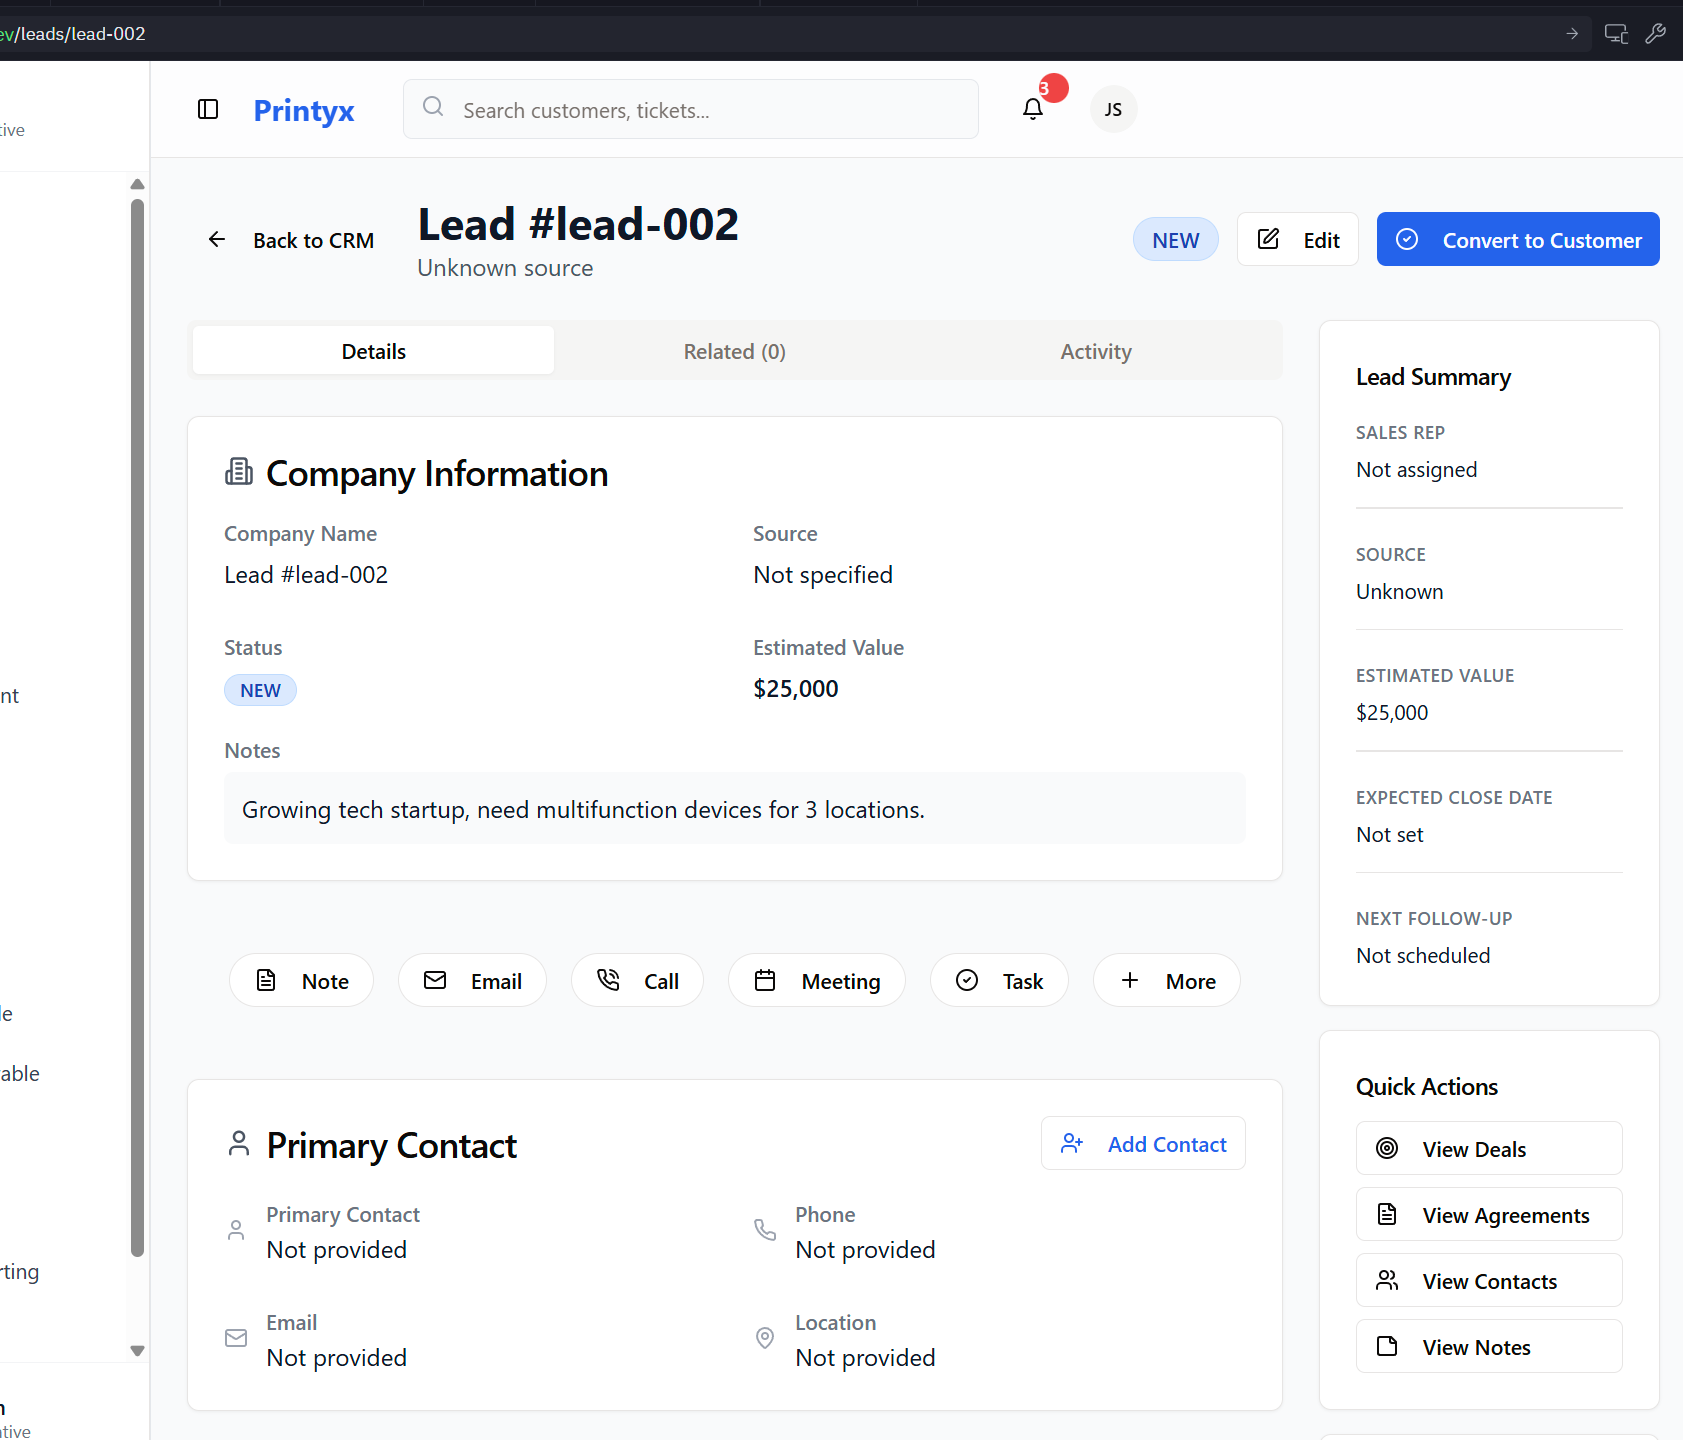 ev/leads/lead-002
tive
Printyx
Search customers, tickets...
3
JS
Back to CRM
Lead #lead-002
Unknown source
NEW
Edit
Convert to Customer
Details
Related (0)
Activity
Company Information
Company Name
Lead #lead-002
Source
Not specified
Status
NEW
Estimated Value
$25,000
Notes
Growing tech startup, need multifunction devices for 3 locations.
Note
Email
Call
Meeting
Task
More
Primary Contact
Add Contact
Primary Contact
Not provided
Phone
Not provided
Email
Not provided
Location
Not provided
Lead Summary
SALES REP
Not assigned
SOURCE
Unknown
ESTIMATED VALUE
$25,000
EXPECTED CLOSE DATE
Not set
NEXT FOLLOW-UP
Not scheduled
Quick Actions
View Deals
View Agreements
View Contacts
View Notes
nt
le
able
rting
ative